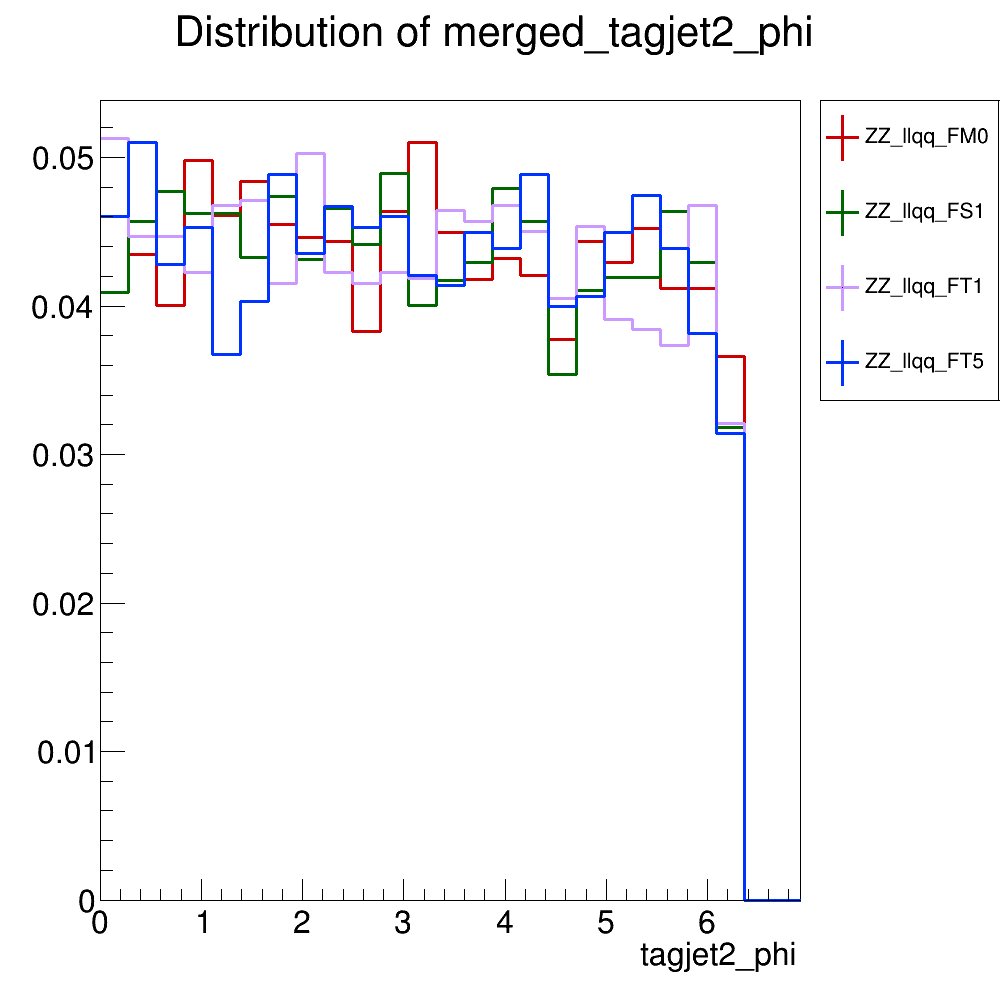 Distribution of merged_tagjet2_phi
0.05
0.04
0.03
0.02
0.01
0
0 1 2 3 4 5 6
tagjet2_phi
ZZ_llqq_FM0
ZZ_llqq_FS1
ZZ_llqq_FT1
ZZ_llqq_FT5